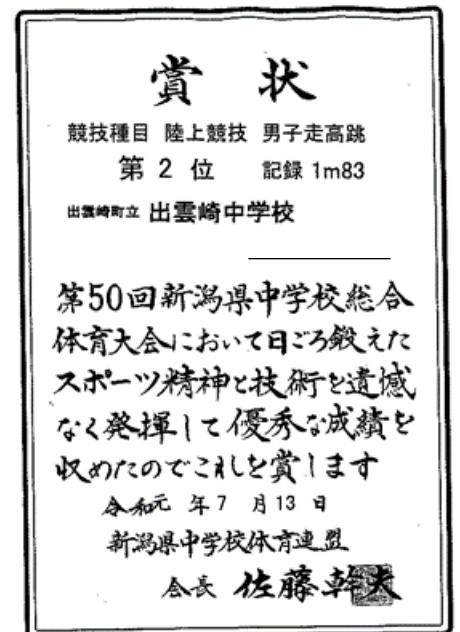 賞状
競技種目 陸上競技 男子走高跳
第 2 位 記録 1m83
出雲崎町立 出雲崎中学校
第50回新潟県中学校総合
体育大会において日ごろ鍛えた
スポーツ精神と技術を遺憾
なく発揮して優秀な成績を
収めたのでこれを賞します
令和元 年 7 月 13 日
新潟県中学校体育連盟
会長 佐藤幹夫